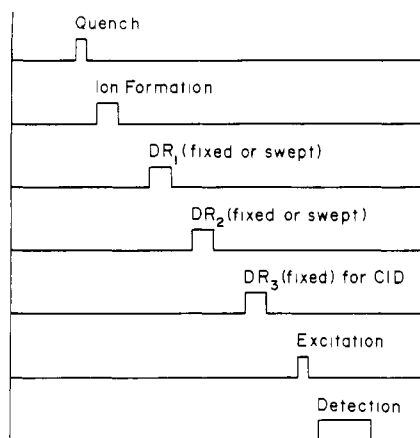 Quench
Ion Formation
DR₁(fixed or swept)
DR₂(fixed or swept)
DR₃(fixed) for CID
Excitation
Detection